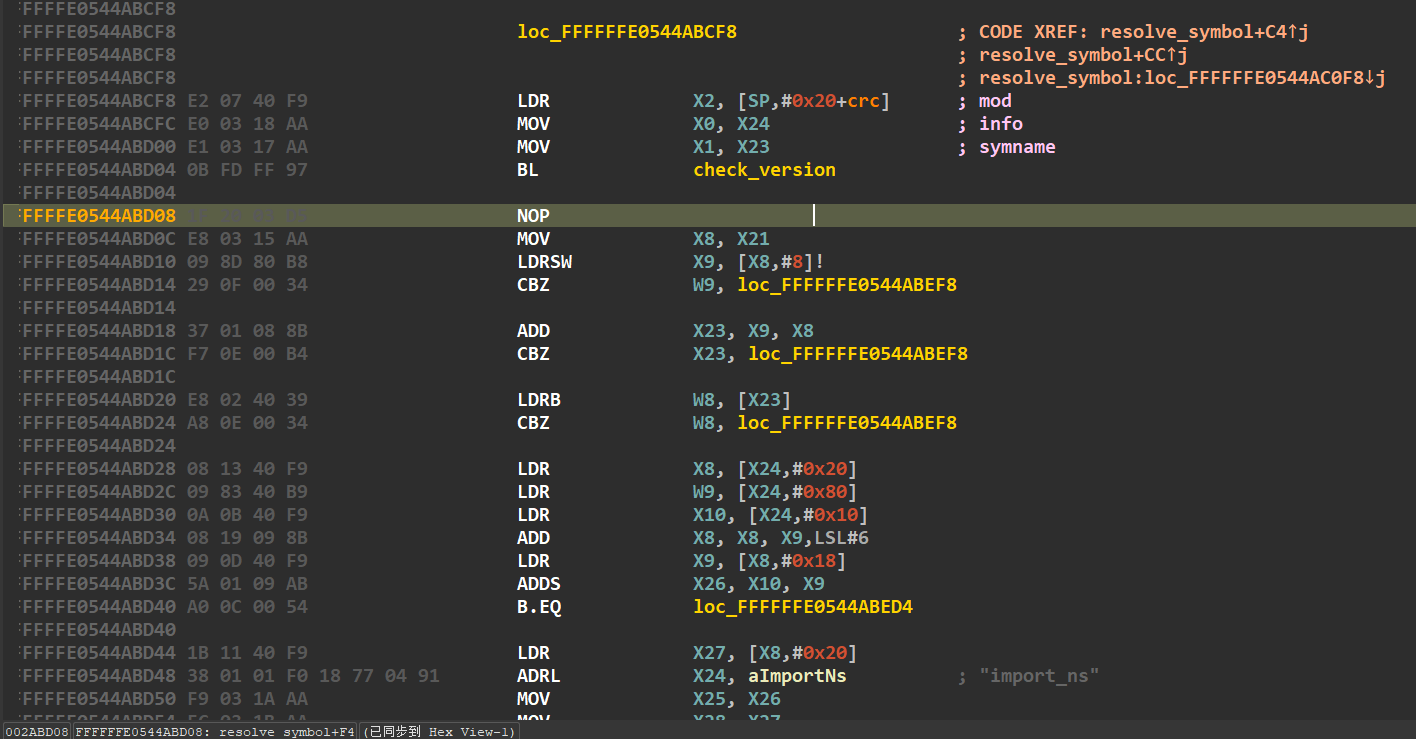 FFFFE0544ABCF8
FFFFE0544ABCF8 loc_FFFFFFE0544ABCF8 ; CODE XREF: resolve_symbol+C4↑j
FFFFE0544ABCF8 ; resolve_symbol+CC↑j
FFFFE0544ABCF8 ; resolve_symbol:loc_FFFFFFE0544AC0F8↓j
FFFFE0544ABCF8 E2 07 40 F9 LDR X2, [SP,#0x20+crc] ; mod
FFFFE0544ABCFC E0 03 18 AA MOV X0, X24 ; info
FFFFE0544ABD00 E1 03 17 AA MOV X1, X23 ; symname
FFFFE0544ABD04 0B FD FF 97 BL check_version
FFFFE0544ABD04
FFFFE0544ABD08 NOP
FFFFE0544ABD0C E8 03 15 AA MOV X8, X21
FFFFE0544ABD10 09 8D 80 B8 LDRSW X9, [X8,#8]!
FFFFE0544ABD14 29 0F 00 34 CBZ W9, loc_FFFFFFE0544ABEF8
FFFFE0544ABD14
FFFFE0544ABD18 37 01 08 8B ADD X23, X9, X8
FFFFE0544ABD1C F7 0E 00 B4 CBZ X23, loc_FFFFFFE0544ABEF8
FFFFE0544ABD1C
FFFFE0544ABD20 E8 02 40 39 LDRB W8, [X23]
FFFFE0544ABD24 A8 0E 00 34 CBZ W8, loc_FFFFFFE0544ABEF8
FFFFE0544ABD24
FFFFE0544ABD28 08 13 40 F9 LDR X8, [X24,#0x20]
FFFFE0544ABD2C 09 83 40 B9 LDR W9, [X24,#0x80]
FFFFE0544ABD30 0A 0B 40 F9 LDR X10, [X24,#0x10]
FFFFE0544ABD34 08 19 09 8B ADD X8, X8, X9,LSL#6
FFFFE0544ABD38 09 0D 40 F9 LDR X9, [X8,#0x18]
FFFFE0544ABD3C 5A 01 09 AB ADDS X26, X10, X9
FFFFE0544ABD40 A0 0C 00 54 B.EQ loc_FFFFFFE0544ABED4
FFFFE0544ABD40
FFFFE0544ABD44 1B 11 40 F9 LDR X27, [X8,#0x20]
FFFFE0544ABD48 38 01 01 F0 18 77 04 91 ADRL X24, aImportNs ; "import_ns"
FFFFE0544ABD50 F9 03 1A AA MOV X25, X26
FFFFE0544ABD54 FC 03 1B AA MOV X28, X27
002ABD08 FFFFFFE0544ABD08: resolve_symbol+F4 (已同步到 Hex View-1)